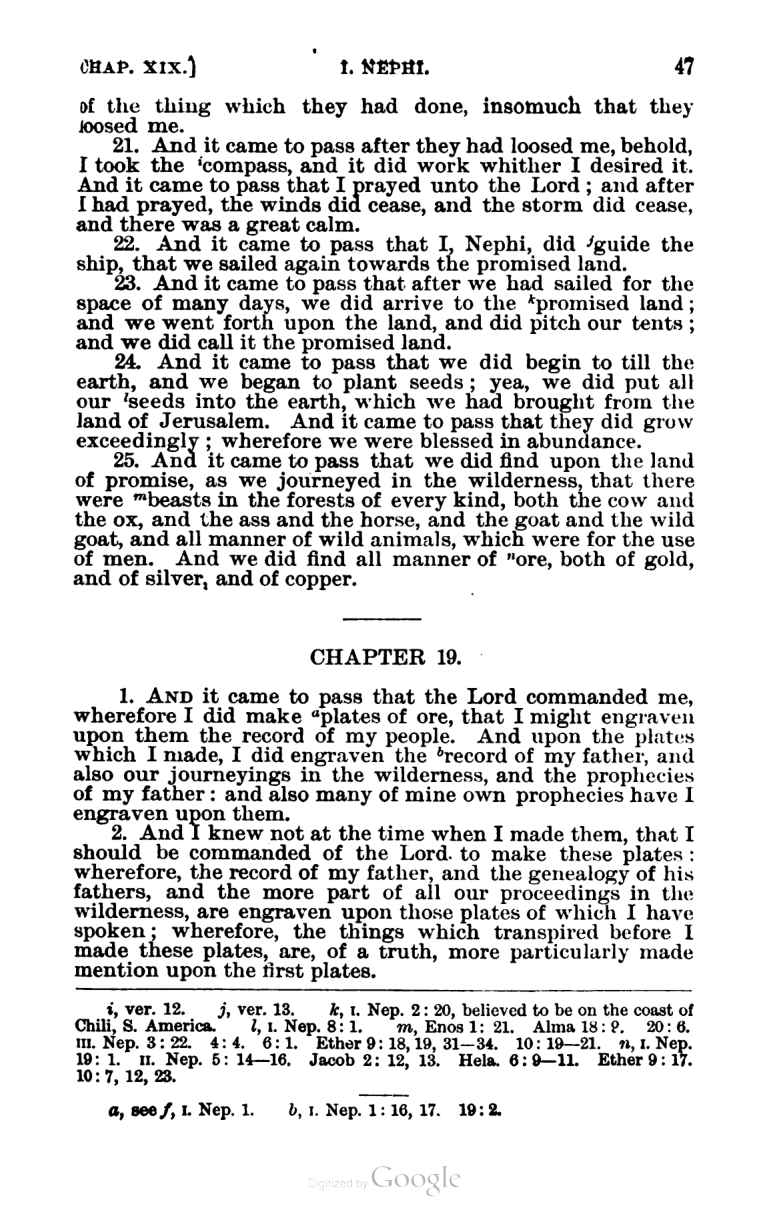 CHAP. XIX.) I. NEPHI. 47
of the thing which they had done, insomuch that they
loosed me.
21. And it came to pass after they had loosed me, behold,
I took the ⁱcompass, and it did work whither I desired it.
And it came to pass that I prayed unto the Lord; and after
I had prayed, the winds did cease, and the storm did cease,
and there was a great calm.
22. And it came to pass that I, Nephi, did ʲguide the
ship, that we sailed again towards the promised land.
23. And it came to pass that after we had sailed for the
space of many days, we did arrive to the ᵏpromised land;
and we went forth upon the land, and did pitch our tents;
and we did call it the promised land.
24. And it came to pass that we did begin to till the
earth, and we began to plant seeds; yea, we did put all
our ˡseeds into the earth, which we had brought from the
land of Jerusalem. And it came to pass that they did grow
exceedingly; wherefore we were blessed in abundance.
25. And it came to pass that we did find upon the land
of promise, as we journeyed in the wilderness, that there
were ᵐbeasts in the forests of every kind, both the cow and
the ox, and the ass and the horse, and the goat and the wild
goat, and all manner of wild animals, which were for the use
of men. And we did find all manner of ⁿore, both of gold,
and of silver, and of copper.
CHAPTER 19.
1. AND it came to pass that the Lord commanded me,
wherefore I did make ᵃplates of ore, that I might engraven
upon them the record of my people. And upon the plates
which I made, I did engraven the ᵇrecord of my father, and
also our journeyings in the wilderness, and the prophecies
of my father: and also many of mine own prophecies have I
engraven upon them.
2. And I knew not at the time when I made them, that I
should be commanded of the Lord. to make these plates:
wherefore, the record of my father, and the genealogy of his
fathers, and the more part of all our proceedings in the
wilderness, are engraven upon those plates of which I have
spoken; wherefore, the things which transpired before I
made these plates, are, of a truth, more particularly made
mention upon the first plates.
i, ver. 12. j, ver. 13. k, I. Nep. 2:20, believed to be on the coast of
Chili, S. America. l, I. Nep. 8:1. m, Enos 1:21. Alma 18: 20:6.
III. Nep. 3:22. 4:4. 6:1. Ether 9:18, 19, 31—34. 10:19—21. n, I. Nep.
19:1. II. Nep. 5:14—16. Jacob 2:12, 13. Hela. 6:9—11. Ether 9:17.
10:7, 12, 23.
a, see f, I. Nep. 1. b, I. Nep. 1:16, 17. 19:2.
Digitized by Google